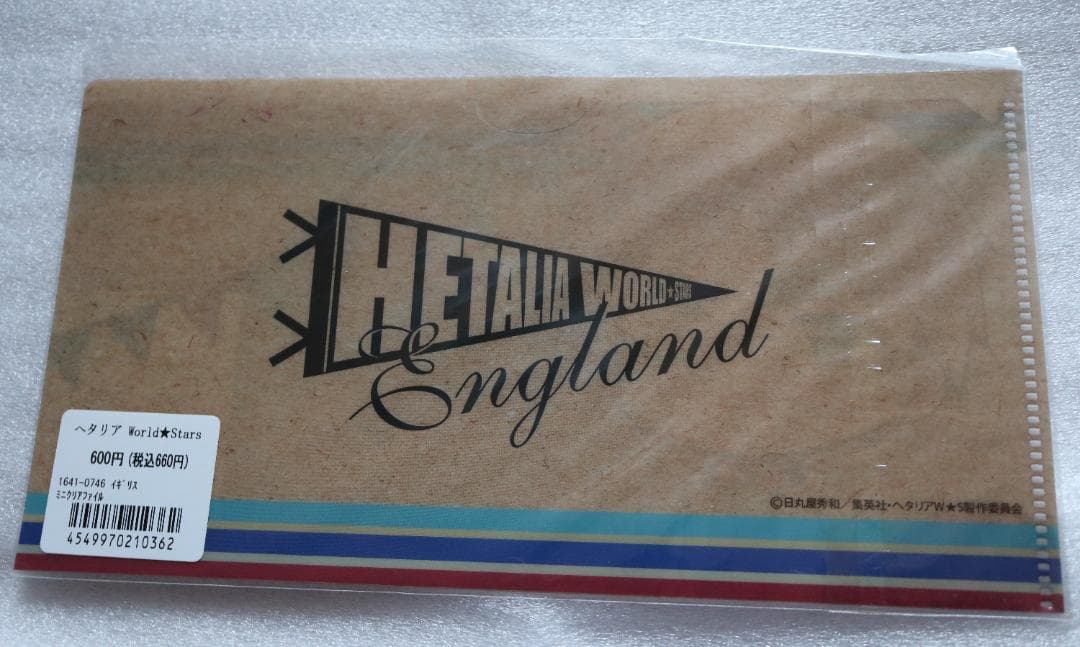 HETALIA WORLD★STARS
England
ヘタリア World★Stars
600円(税込660円)
1641-0746 イギリス
ミニクリアファイル
4549970210362
©日丸屋秀和／集英社・ヘタリアW★S製作委員会